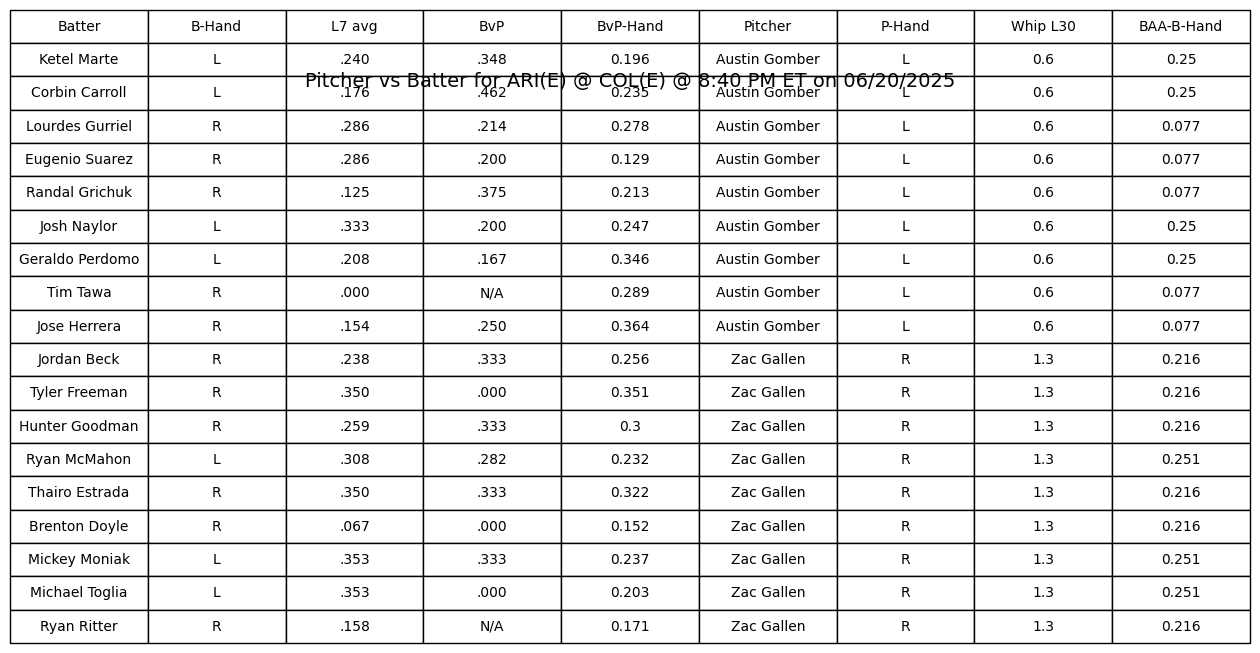 Batter B-Hand L7 avg BvP BvP-Hand Pitcher P-Hand Whip L30 BAA-B-Hand
Ketel Marte L .240 .348 0.196 Austin Gomber L 0.6 0.25
Pitcher vs Batter for ARI(E) @ COL(E) @ 8:40 PM ET on 06/20/2025
Corbin Carroll L .176 .462 0.235 Austin Gomber L 0.6 0.25
Lourdes Gurriel R .286 .214 0.278 Austin Gomber L 0.6 0.077
Eugenio Suarez R .286 .200 0.129 Austin Gomber L 0.6 0.077
Randal Grichuk R .125 .375 0.213 Austin Gomber L 0.6 0.077
Josh Naylor L .333 .200 0.247 Austin Gomber L 0.6 0.25
Geraldo Perdomo L .208 .167 0.346 Austin Gomber L 0.6 0.25
Tim Tawa R .000 N/A 0.289 Austin Gomber L 0.6 0.077
Jose Herrera R .154 .250 0.364 Austin Gomber L 0.6 0.077
Jordan Beck R .238 .333 0.256 Zac Gallen R 1.3 0.216
Tyler Freeman R .350 .000 0.351 Zac Gallen R 1.3 0.216
Hunter Goodman R .259 .333 0.3 Zac Gallen R 1.3 0.216
Ryan McMahon L .308 .282 0.232 Zac Gallen R 1.3 0.251
Thairo Estrada R .350 .333 0.322 Zac Gallen R 1.3 0.216
Brenton Doyle R .067 .000 0.152 Zac Gallen R 1.3 0.216
Mickey Moniak L .353 .333 0.237 Zac Gallen R 1.3 0.251
Michael Toglia L .353 .000 0.203 Zac Gallen R 1.3 0.251
Ryan Ritter R .158 N/A 0.171 Zac Gallen R 1.3 0.216